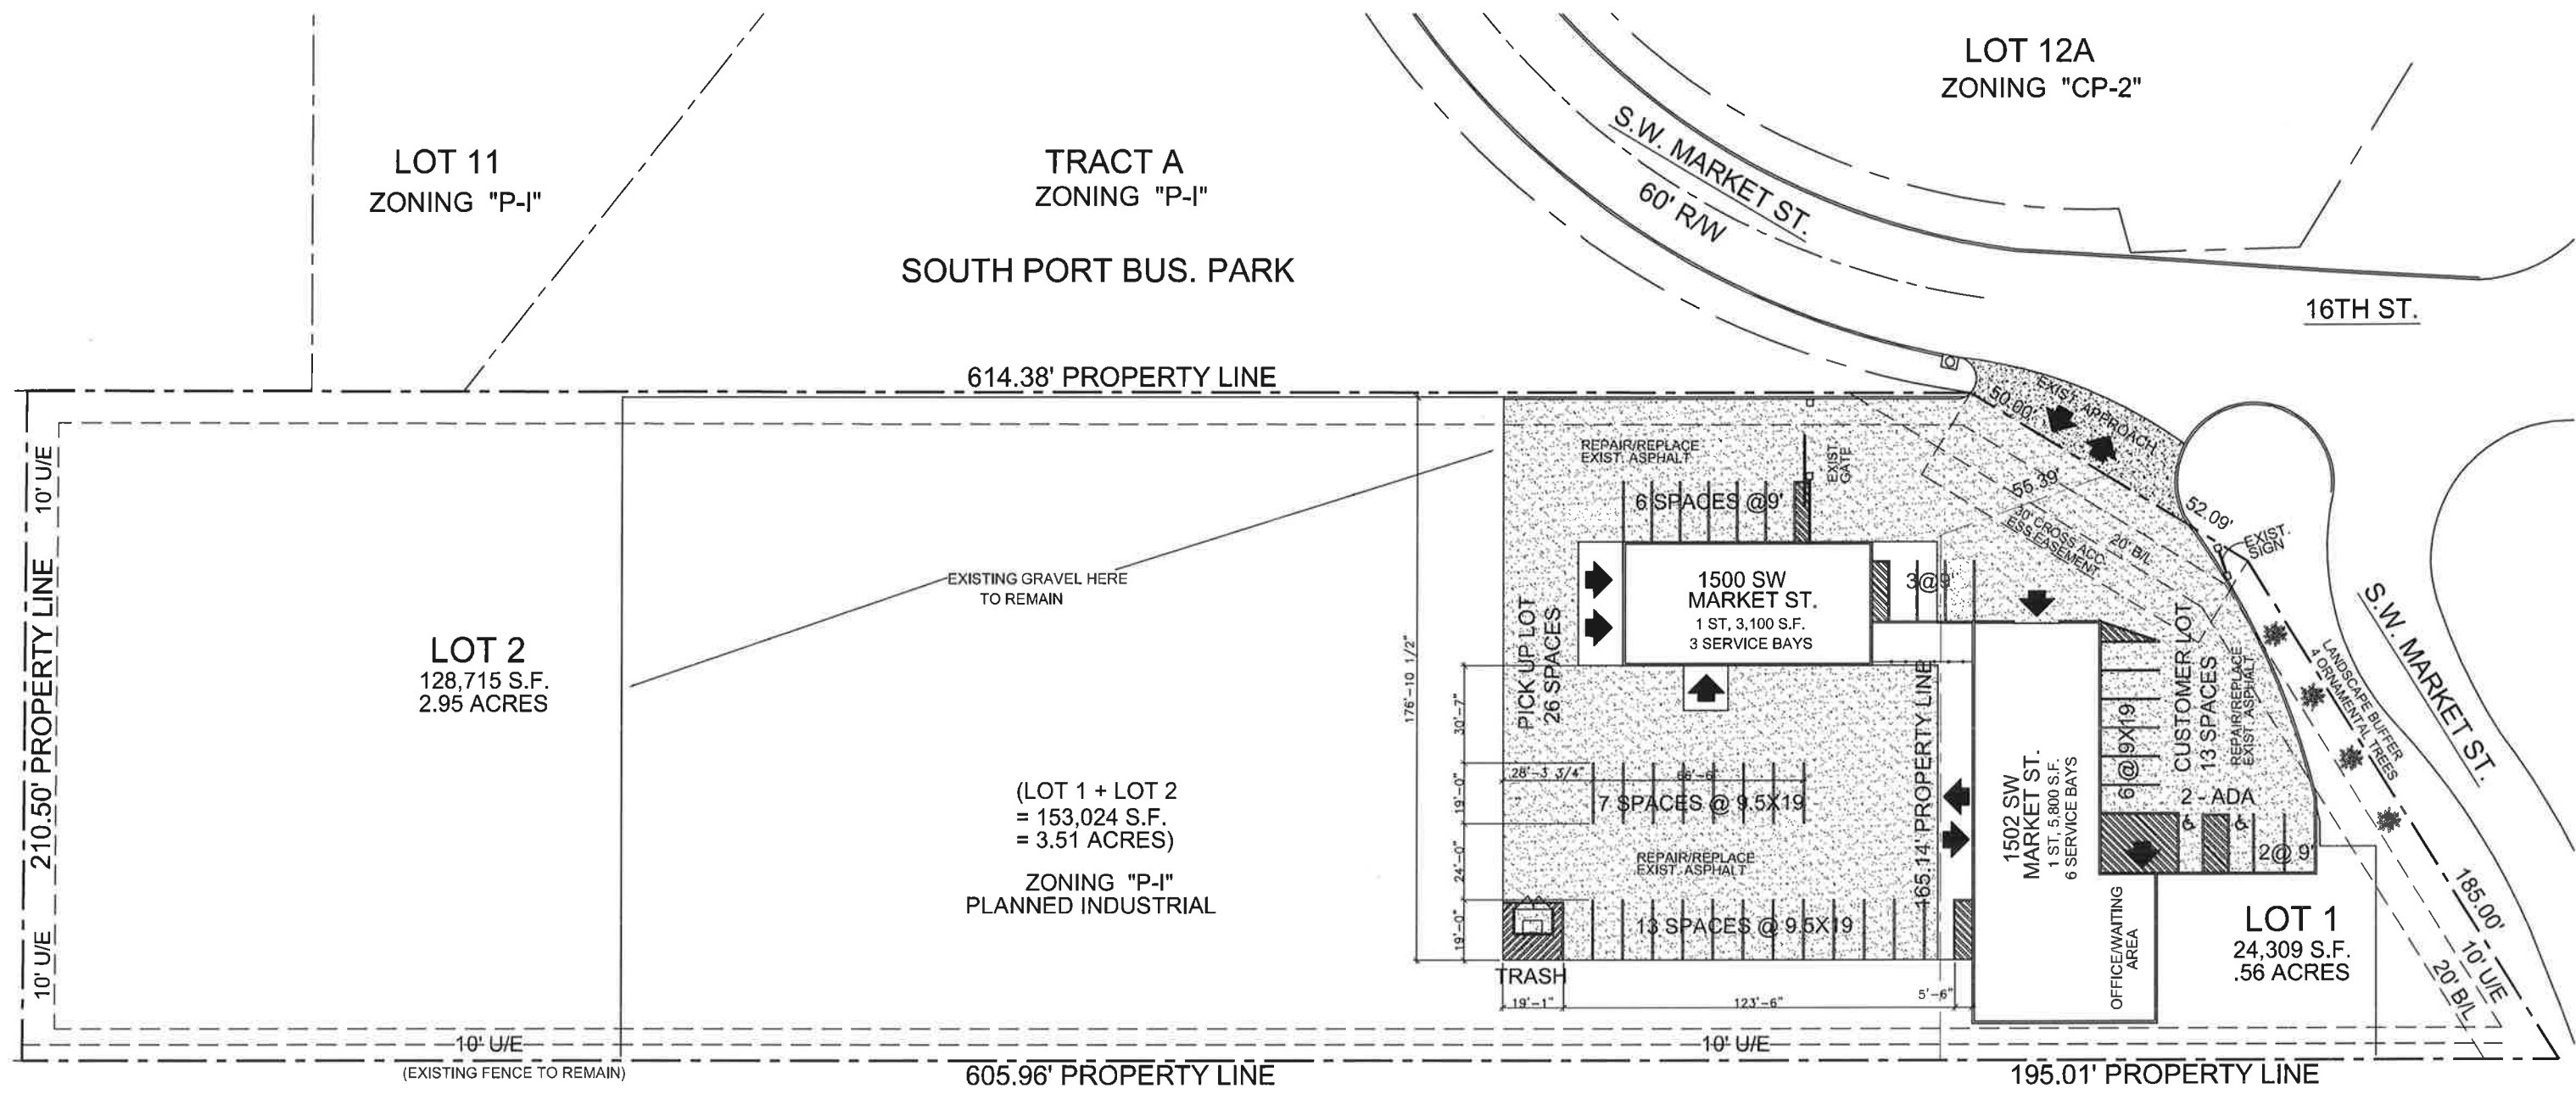 LOT 12A
ZONING "CP-2"
S.W. MARKET ST.
60' R/W
LOT 11
ZONING "P-I"
TRACT A
ZONING "P-I"
SOUTH PORT BUS. PARK
16TH ST.
614.38' PROPERTY LINE
50.00'
EXIST. APPROACH
REPAIR/REPLACE
EXIST. ASPHALT
EXIST.
GATE
10' U/E
6 SPACES @9'
55.39'
52.09'
30' CROSS ACC-
ESS EASEMENT
20' B/L
EXIST.
SIGN
EXISTING GRAVEL HERE
TO REMAIN
1500 SW
MARKET ST.
1 ST, 3,100 S.F.
3 SERVICE BAYS
3@9'
PICK UP LOT
26 SPACES
176'-10 1/2"
210.50' PROPERTY LINE
LOT 2
128,715 S.F.
2.95 ACRES
30'-7"
165.14' PROPERTY LINE
CUSTOMER LOT
13 SPACES
REPAIR/REPLACE
EXIST. ASPHALT
LANDSCAPE BUFFER
4 ORNAMENTAL TREES
S.W. MARKET ST.
6@9X19
28'-3 3/4"
66'-6"
19'-0"
7 SPACES @ 9.5X19
1502 SW
MARKET ST.
1 ST, 5,800 S.F.
6 SERVICE BAYS
2 - ADA
2@ 9'
(LOT 1 + LOT 2
= 153,024 S.F.
= 3.51 ACRES)
ZONING "P-I"
PLANNED INDUSTRIAL
24'-0"
REPAIR/REPLACE
EXIST. ASPHALT
19'-0"
13 SPACES @ 9.5X19
TRASH
19'-1"
123'-6"
5'-6"
OFFICE/WAITING
AREA
LOT 1
24,309 S.F.
.56 ACRES
185.00'
10' U/E
20' B/L
10' U/E
10' U/E
10' U/E
(EXISTING FENCE TO REMAIN)
605.96' PROPERTY LINE
195.01' PROPERTY LINE